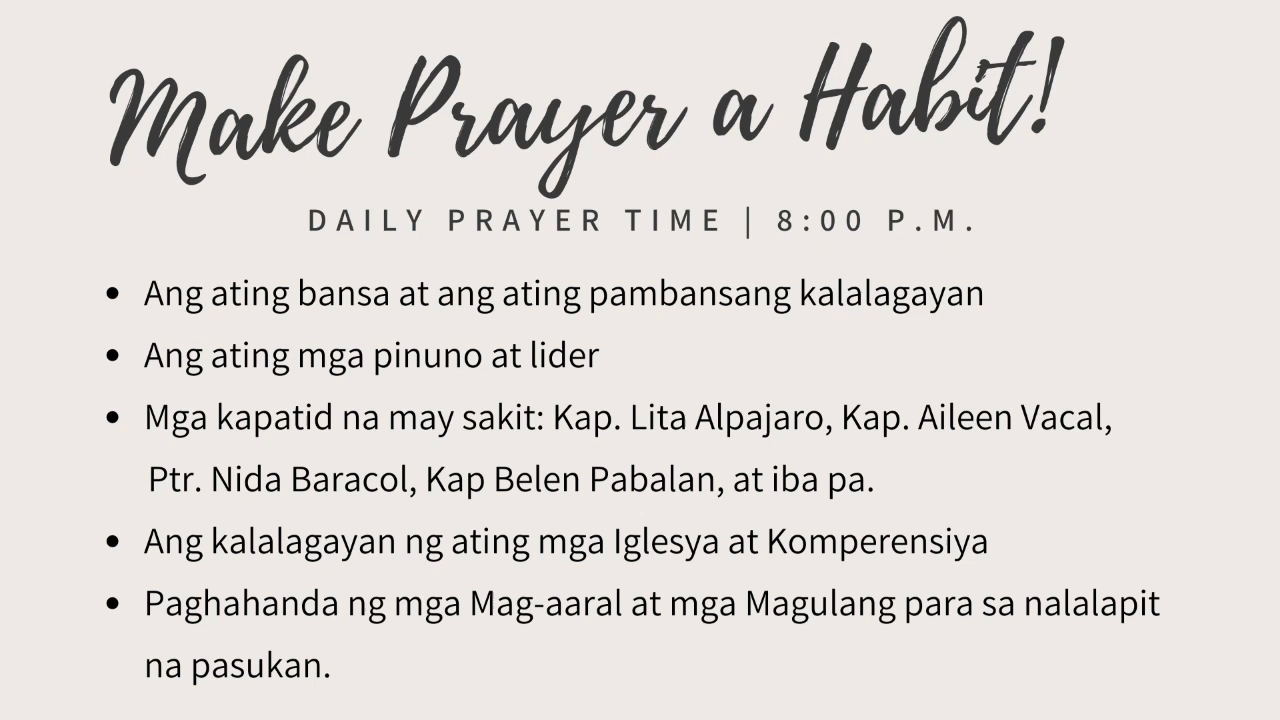 Make Prayer a Habit!
DAILY PRAYER TIME | 8:00 P.M.
• Ang ating bansa at ang ating pambansang kalalagayan
• Ang ating mga pinuno at lider
• Mga kapatid na may sakit: Kap. Lita Alpajaro, Kap. Aileen Vacal,
Ptr. Nida Baracol, Kap Belen Pabalan, at iba pa.
• Ang kalalagayan ng ating mga Iglesya at Komperensiya
• Paghahanda ng mga Mag-aaral at mga Magulang para sa nalalapit
na pasukan.